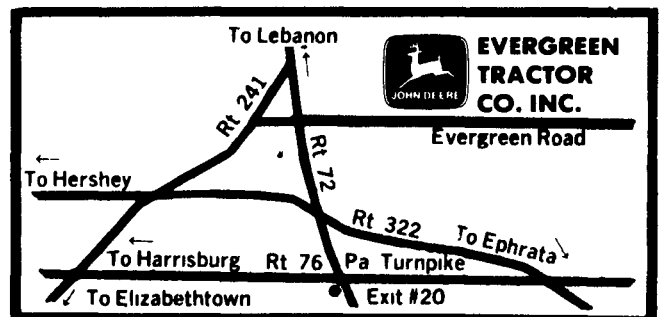 To Lebanon
EVERGREEN
TRACTOR
CO. INC.
JOHN DEERE
Rt 241
Evergreen Road
Rt 72
To Hershey
Rt 322
To Ephrata
To Harrisburg Rt 76 Pa Turnpike
To Elizabethtown
Exit #20